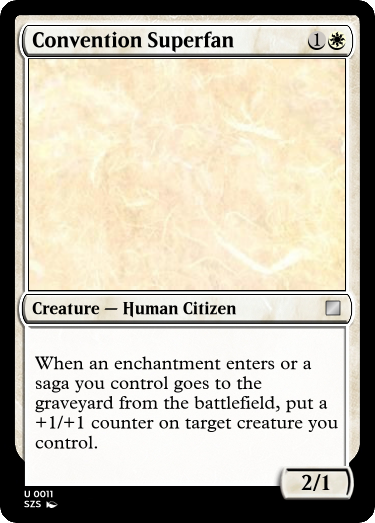 Convention Superfan 1
Creature — Human Citizen
When an enchantment enters or a
saga you control goes to the
graveyard from the battlefield, put a
+1/+1 counter on target creature you
control.
2/1
U 0011
SZS